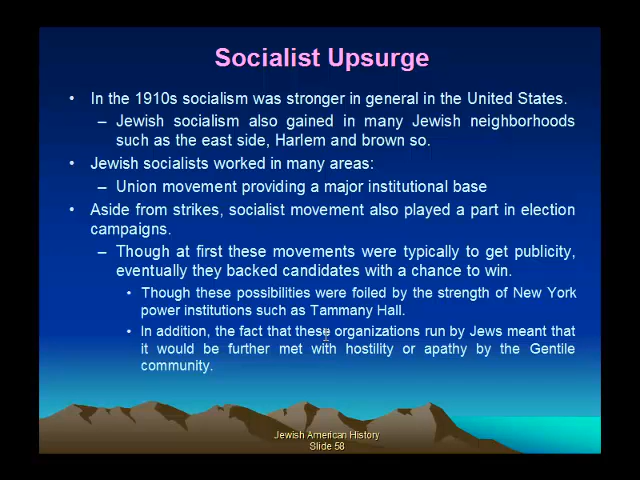 Socialist Upsurge
• In the 1910s socialism was stronger in general in the United States.
– Jewish socialism also gained in many Jewish neighborhoods
such as the east side, Harlem and brown so.
• Jewish socialists worked in many areas:
– Union movement providing a major institutional base
• Aside from strikes, socialist movement also played a part in election
campaigns.
– Though at first these movements were typically to get publicity,
eventually they backed candidates with a chance to win.
• Though these possibilities were foiled by the strength of New York
power institutions such as Tammany Hall.
• In addition, the fact that these organizations run by Jews meant that
it would be further met with hostility or apathy by the Gentile
community.
Jewish American History
Slide 58